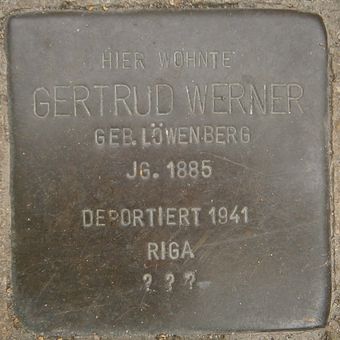 HIER WOHNTE
GERTRUD WERNER
GEB. LÖWENBERG
JG. 1885
DEPORTIERT 1941
RIGA
? ? ?